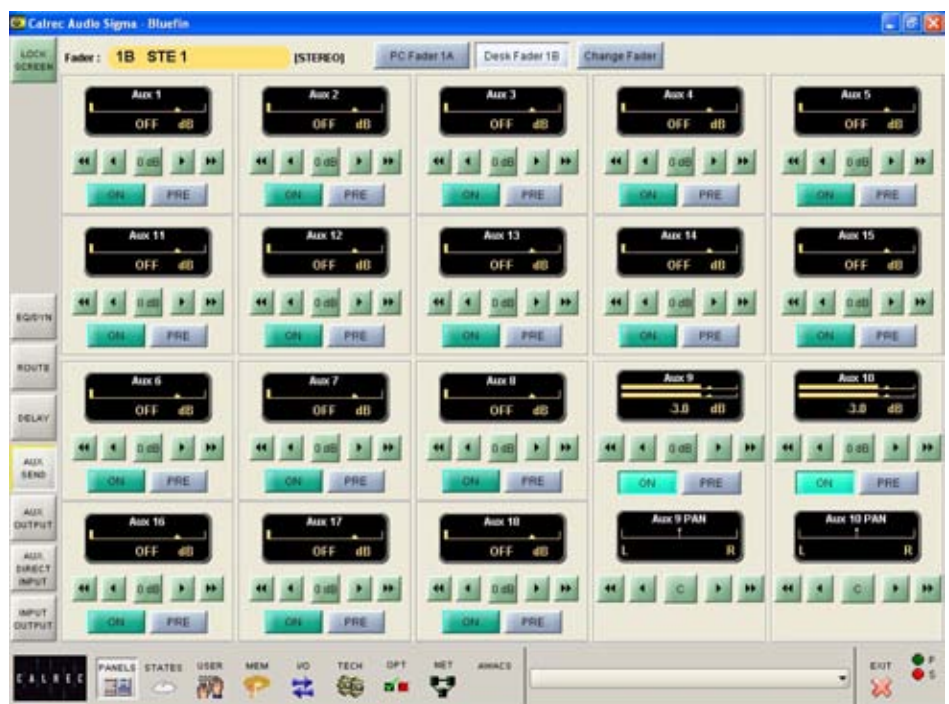 Calrec Audio Sigma - Bluefin
LOCK SCREEN
Fader : 1B STE 1 [STEREO] PC Fader 1A Desk Fader 1B Change Fader
Aux 1 Aux 2 Aux 3 Aux 4 Aux 5
OFF dB OFF dB OFF dB OFF dB OFF dB
0 dB 0 dB 0 dB 0 dB 0 dB
ON PRE ON PRE ON PRE ON PRE ON PRE
Aux 11 Aux 12 Aux 13 Aux 14 Aux 15
OFF dB OFF dB OFF dB OFF dB OFF dB
0 dB 0 dB 0 dB 0 dB 0 dB
ON PRE ON PRE ON PRE ON PRE ON PRE
Aux 6 Aux 7 Aux 8 Aux 9 Aux 10
OFF dB OFF dB OFF dB -3.0 dB -3.0 dB
0 dB 0 dB 0 dB 0 dB 0 dB
ON PRE ON PRE ON PRE ON PRE ON PRE
Aux 16 Aux 17 Aux 18 Aux 9 PAN Aux 10 PAN
OFF dB OFF dB OFF dB L R L R
0 dB 0 dB 0 dB C C
ON PRE ON PRE ON PRE
EQ/DYN
ROUTE
DELAY
AUX SEND
AUX OUTPUT
AUX DIRECT INPUT
INPUT OUTPUT
CALREC PANELS STATES USER MEM I/O TECH OPT NET AWACS EXIT P
S